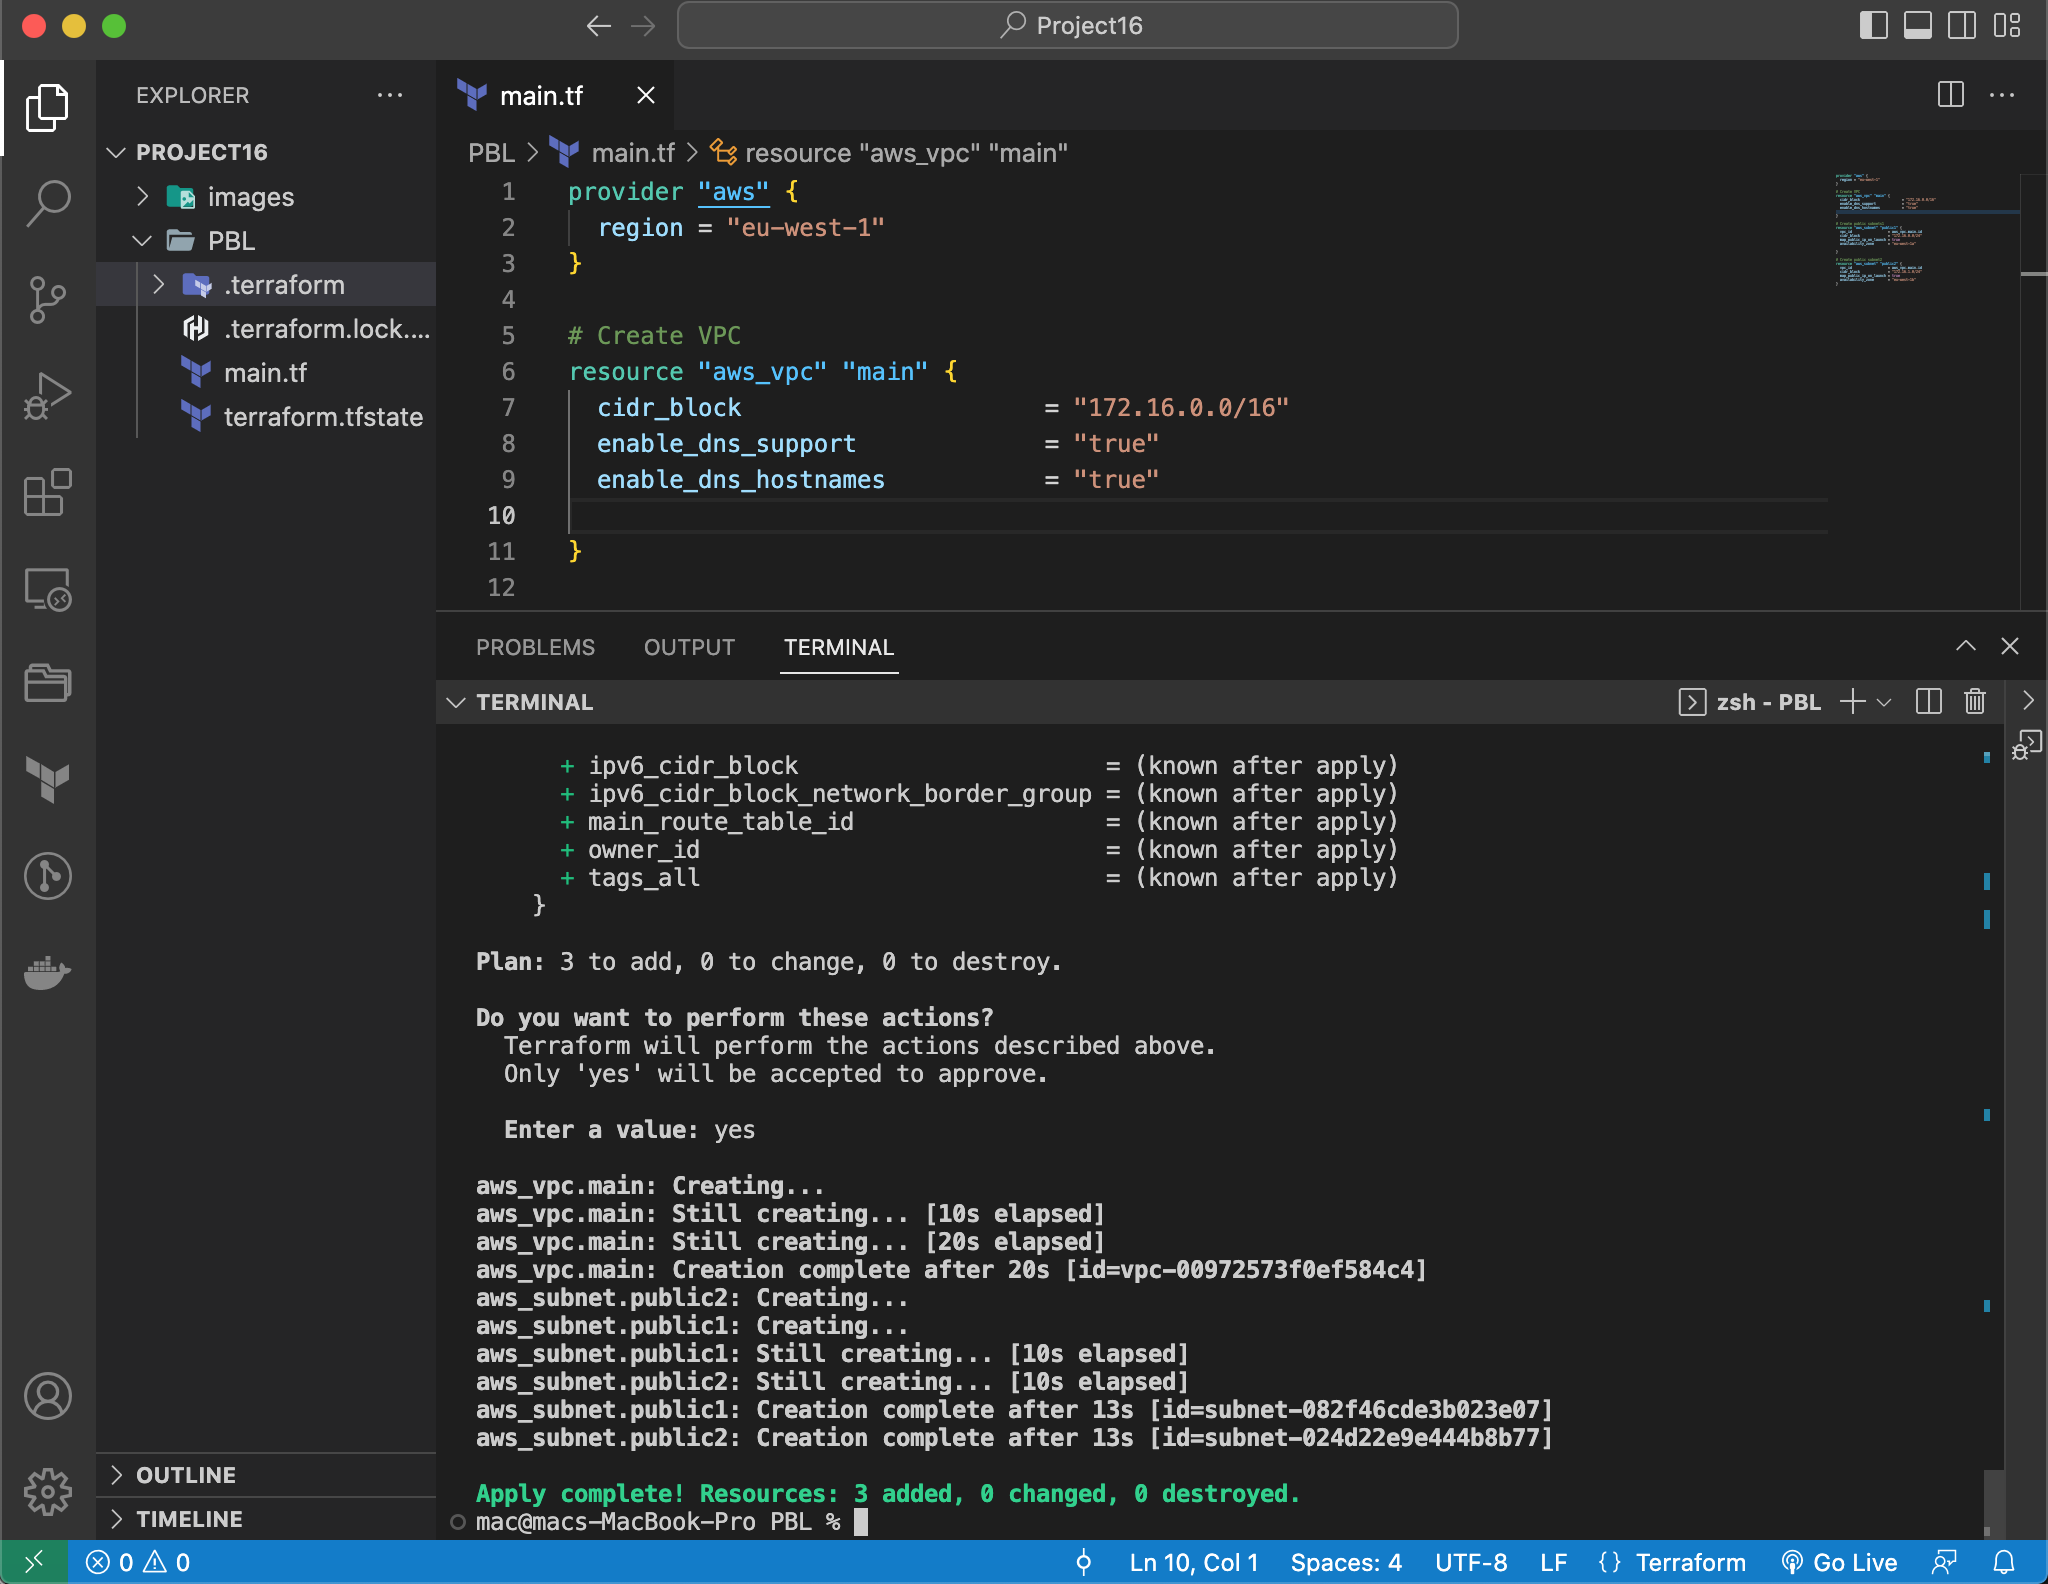 Project16
EXPLORER
PROJECT16
images
PBL
.terraform
.terraform.lock....
main.tf
terraform.tfstate
OUTLINE
TIMELINE
main.tf
PBL > main.tf > resource "aws_vpc" "main"
1 provider "aws" {
2 region = "eu-west-1"
3 }
4
5 # Create VPC
6 resource "aws_vpc" "main" {
7 cidr_block = "172.16.0.0/16"
8 enable_dns_support = "true"
9 enable_dns_hostnames = "true"
10
11 }
12
PROBLEMS OUTPUT TERMINAL
TERMINAL zsh - PBL
+ ipv6_cidr_block = (known after apply)
+ ipv6_cidr_block_network_border_group = (known after apply)
+ main_route_table_id = (known after apply)
+ owner_id = (known after apply)
+ tags_all = (known after apply)
}
Plan: 3 to add, 0 to change, 0 to destroy.
Do you want to perform these actions?
Terraform will perform the actions described above.
Only 'yes' will be accepted to approve.
Enter a value: yes
aws_vpc.main: Creating...
aws_vpc.main: Still creating... [10s elapsed]
aws_vpc.main: Still creating... [20s elapsed]
aws_vpc.main: Creation complete after 20s [id=vpc-00972573f0ef584c4]
aws_subnet.public2: Creating...
aws_subnet.public1: Creating...
aws_subnet.public1: Still creating... [10s elapsed]
aws_subnet.public2: Still creating... [10s elapsed]
aws_subnet.public1: Creation complete after 13s [id=subnet-082f46cde3b023e07]
aws_subnet.public2: Creation complete after 13s [id=subnet-024d22e9e444b8b77]
Apply complete! Resources: 3 added, 0 changed, 0 destroyed.
mac@macs-MacBook-Pro PBL %
0 0 Ln 10, Col 1 Spaces: 4 UTF-8 LF {} Terraform Go Live